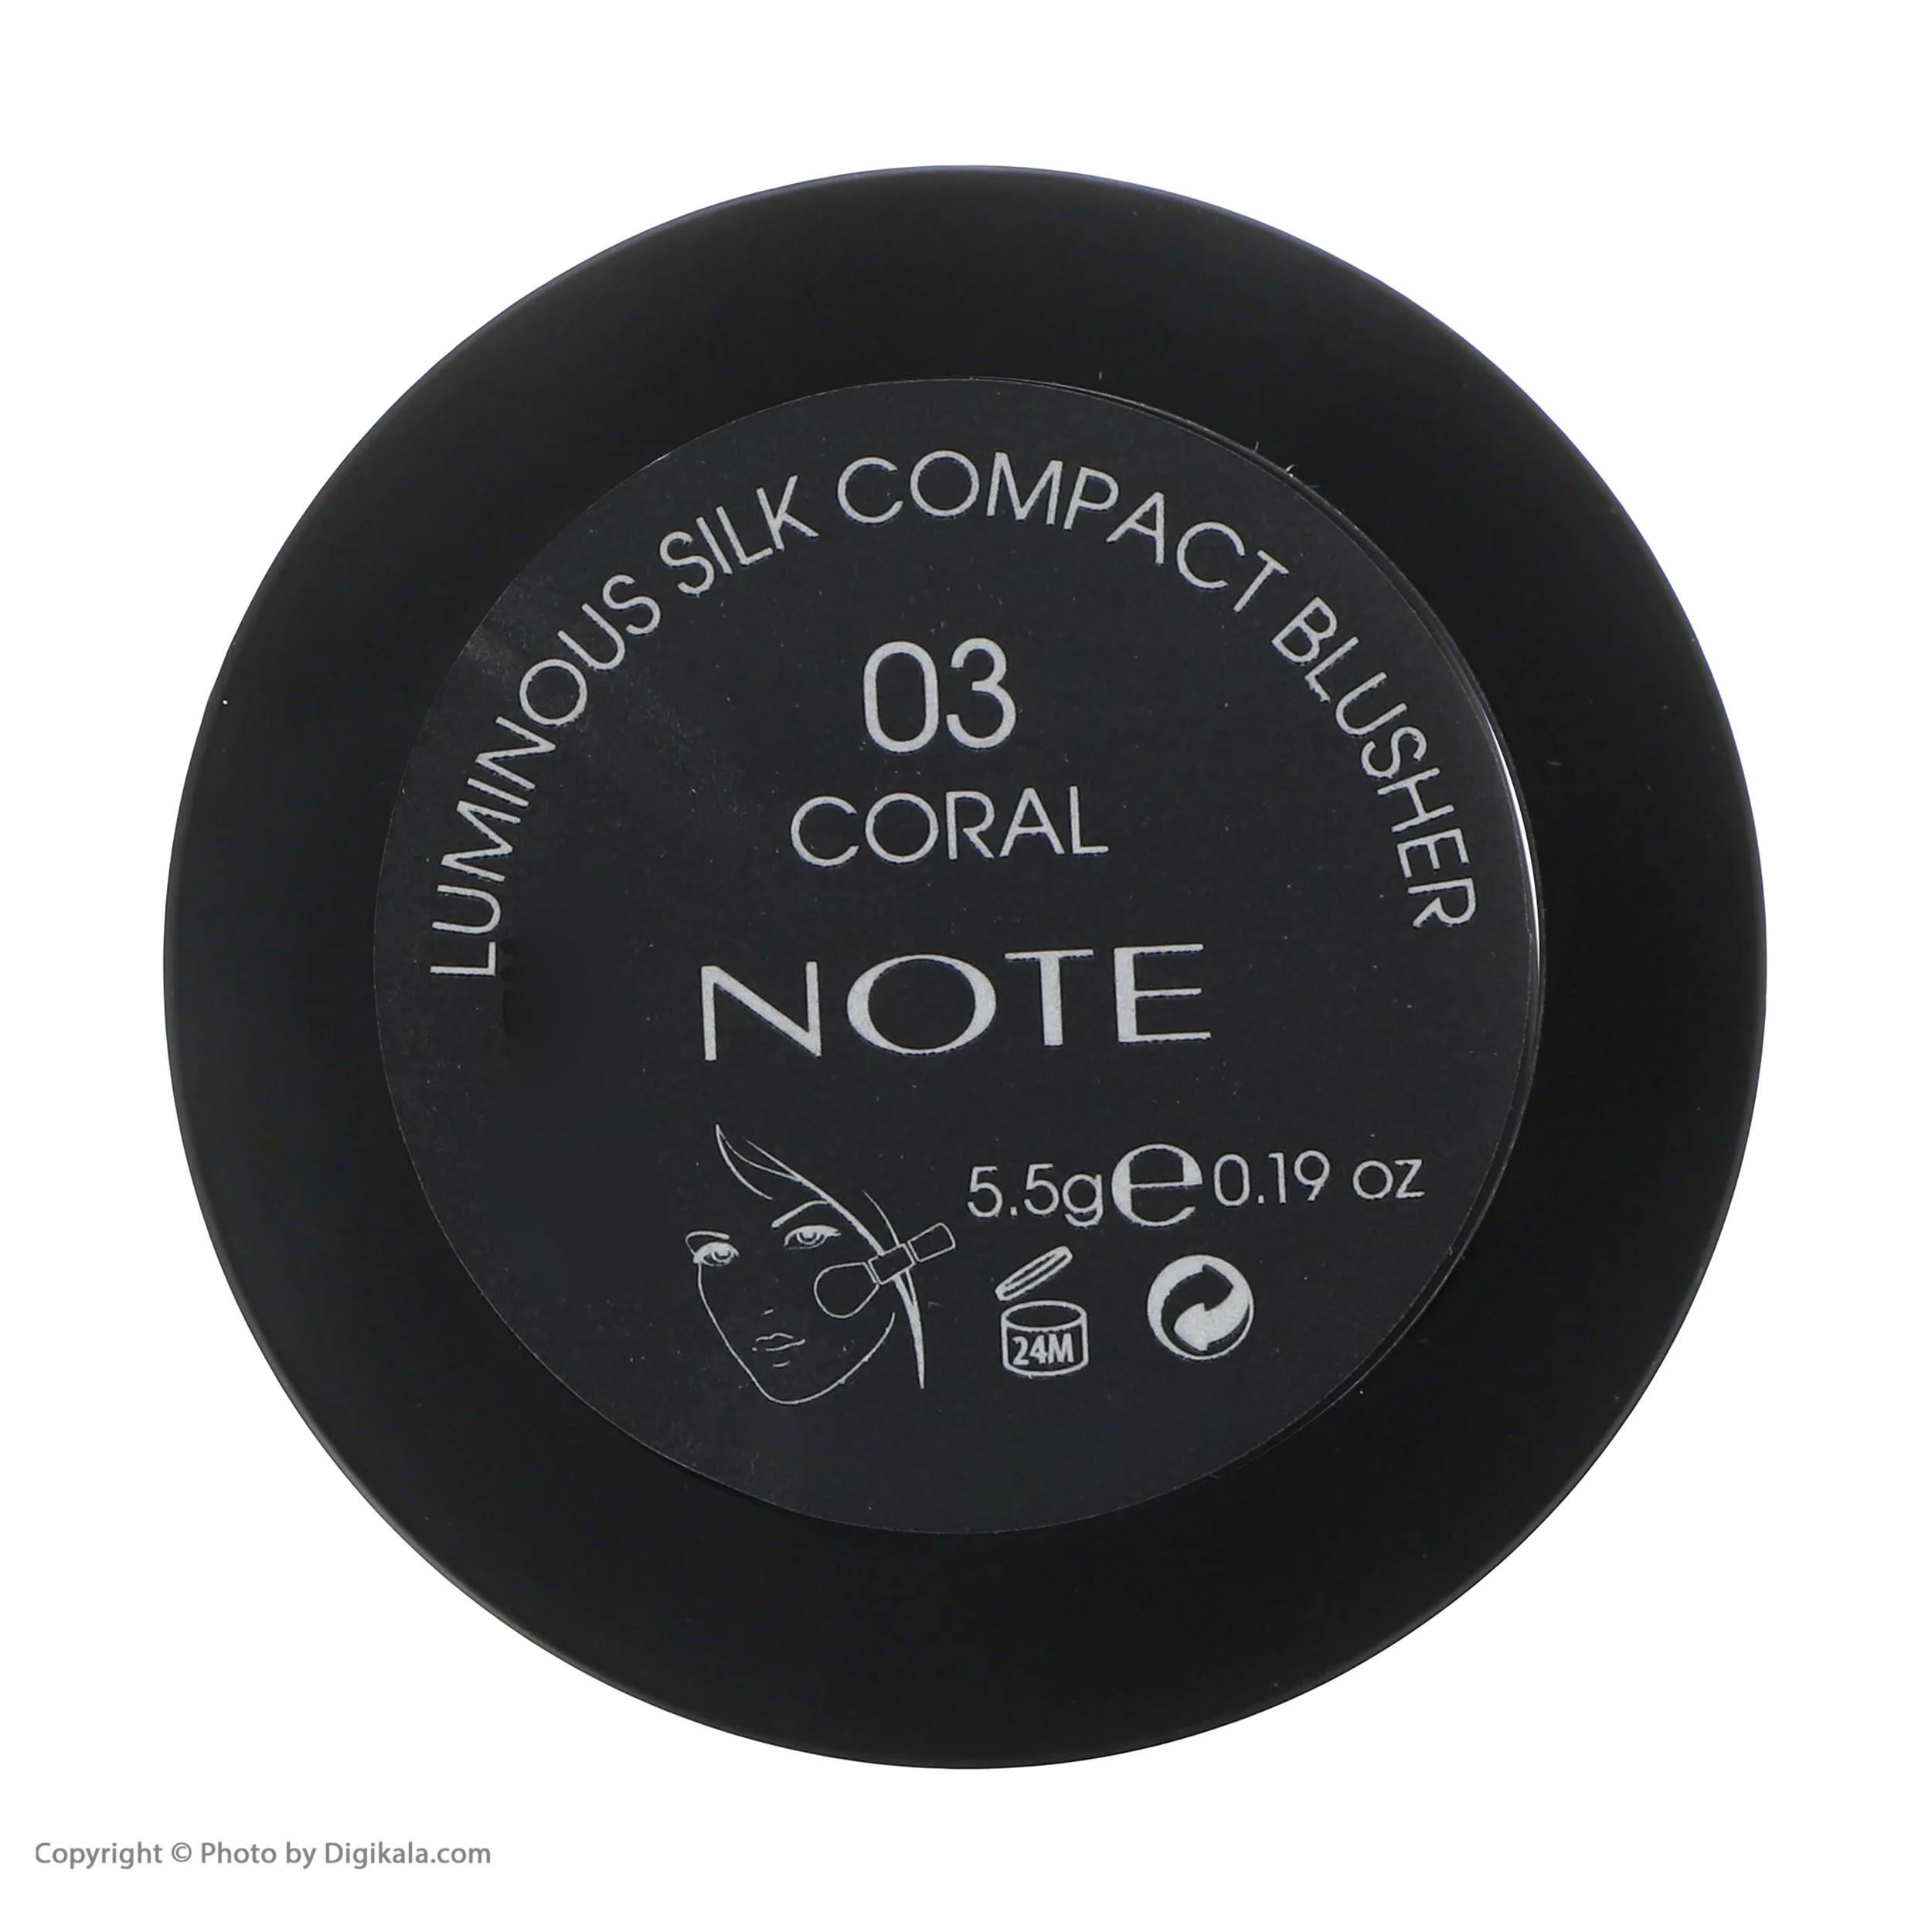 LUMINOUS SILK COMPACT BLUSHER
03
CORAL
NOTE
5.5g e 0.19 oz
24M
Copyright © Photo by Digikala.com